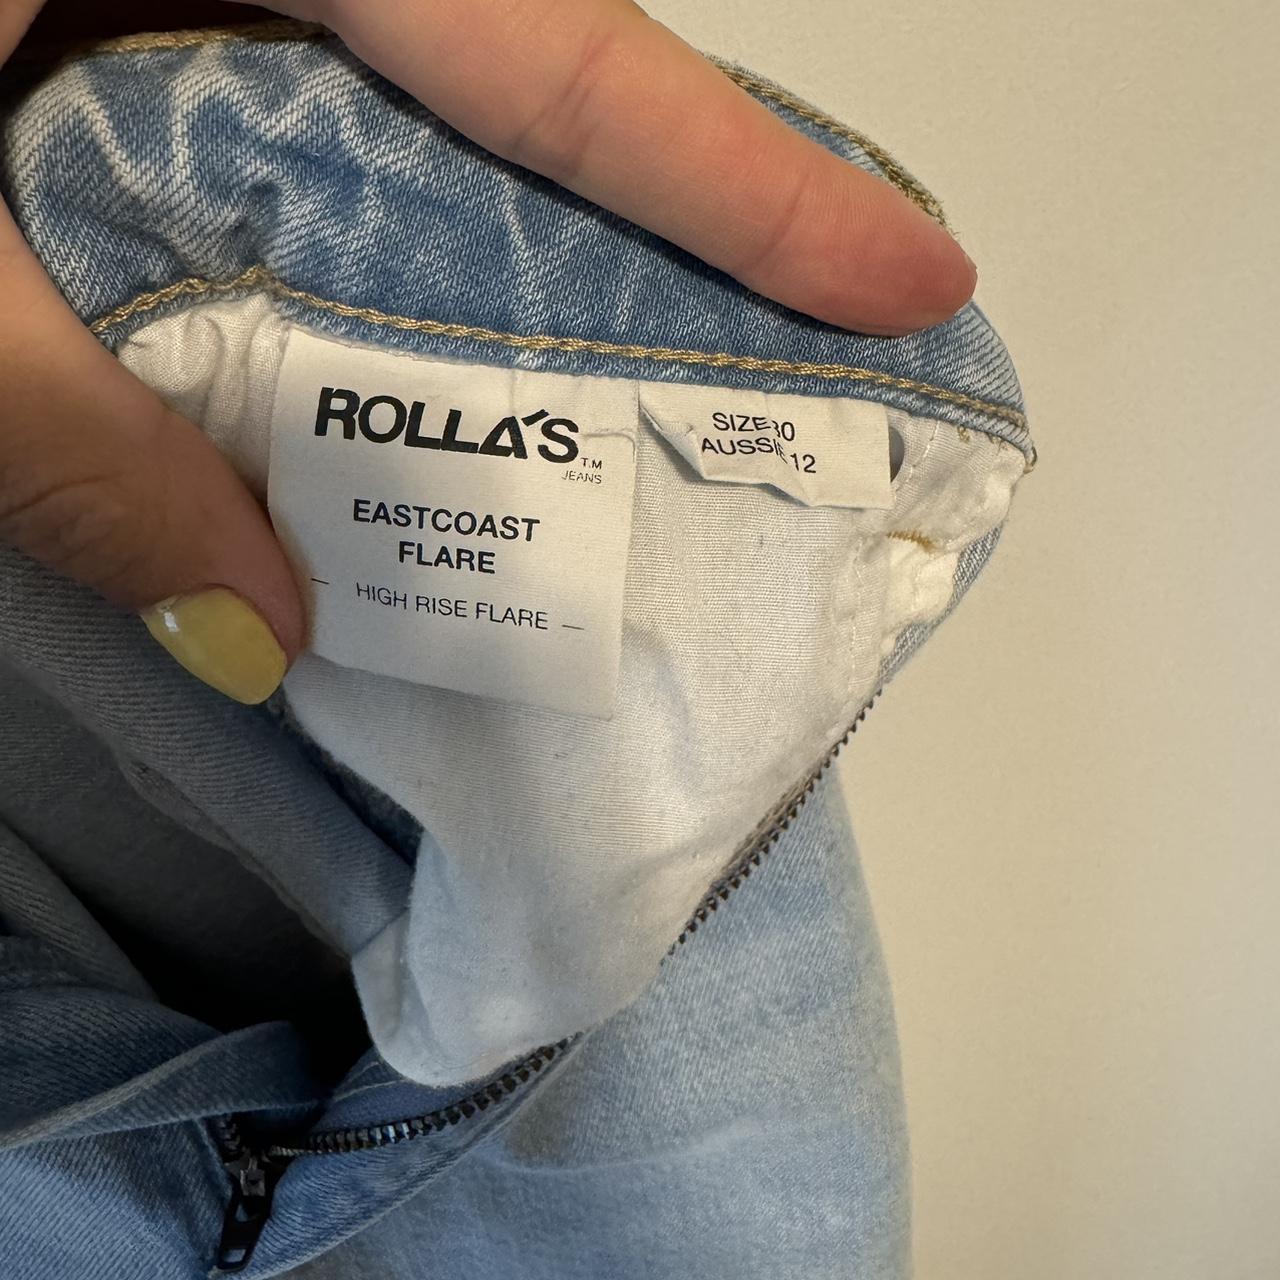 ROLLA'S
T.M
JEANS
EASTCOAST
FLARE
— HIGH RISE FLARE —
SIZE 30
AUSSIE 12